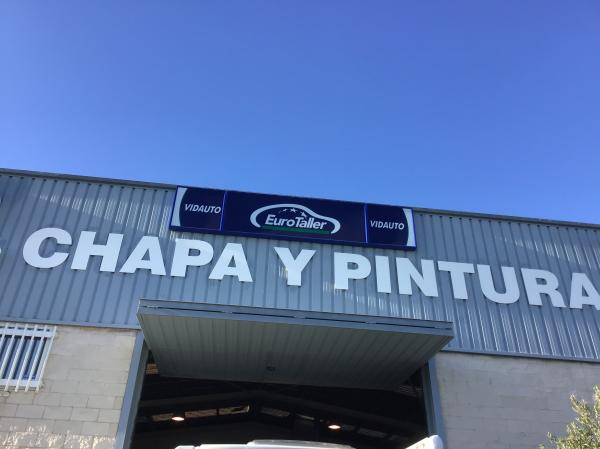 VIDAUTO EuroTaller VIDAUTO
CHAPA Y PINTURA